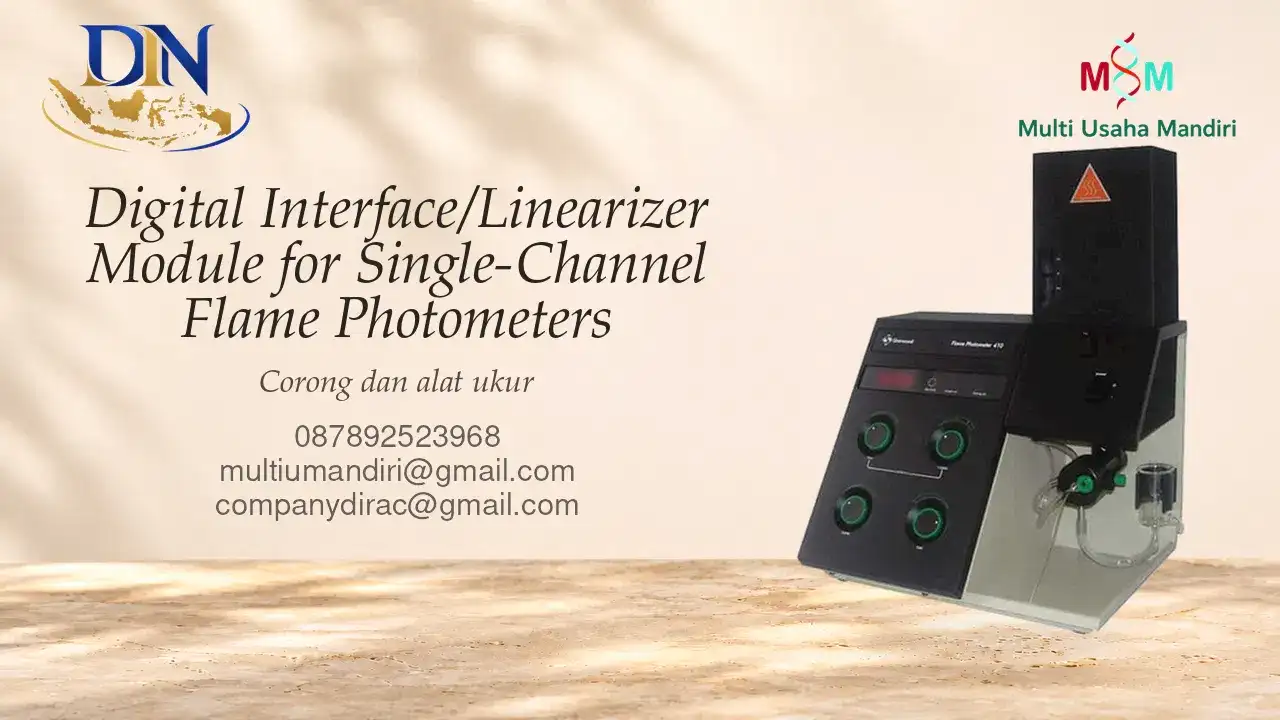 DN
M M
Multi Usaha Mandiri
Digital Interface/Linearizer
Module for Single-Channel
Flame Photometers
Corong dan alat ukur
087892523968
multiumandiri@gmail.com
companydirac@gmail.com
Sherwood
Flame Photometer 410